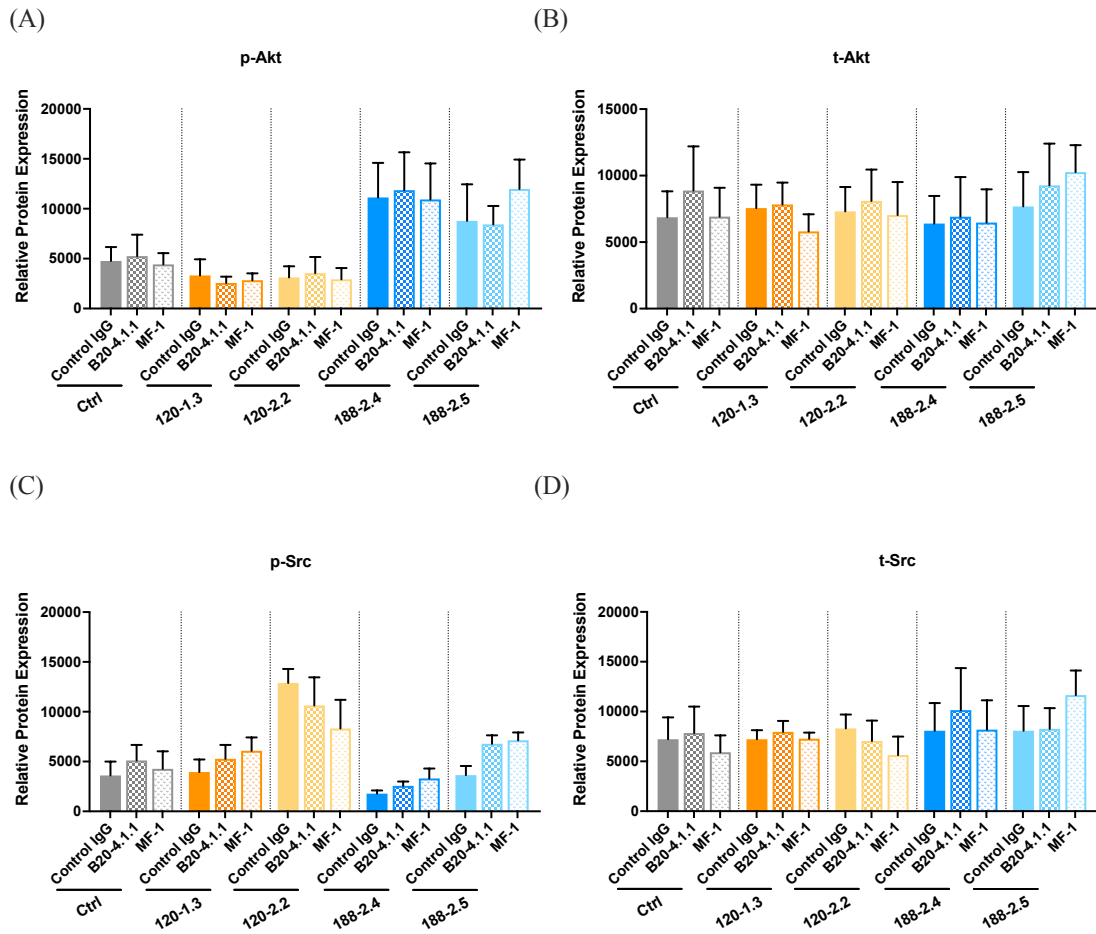 (A)
p-Akt
Relative Protein Expression
20000
15000
10000
5000
0
Control IgG
B20-4.1.1
MF-1
Control IgG
B20-4.1.1
MF-1
Control IgG
B20-4.1.1
MF-1
Control IgG
B20-4.1.1
MF-1
Control IgG
B20-4.1.1
MF-1
Ctrl
120-1.3
120-2.2
188-2.4
188-2.5
(B)
t-Akt
Relative Protein Expression
15000
10000
5000
0
Control IgG
B20-4.1.1
MF-1
Control IgG
B20-4.1.1
MF-1
Control IgG
B20-4.1.1
MF-1
Control IgG
B20-4.1.1
MF-1
Control IgG
B20-4.1.1
MF-1
Ctrl
120-1.3
120-2.2
188-2.4
188-2.5
(C)
p-Src
Relative Protein Expression
20000
15000
10000
5000
0
Control IgG
B20-4.1.1
MF-1
Control IgG
B20-4.1.1
MF-1
Control IgG
B20-4.1.1
MF-1
Control IgG
B20-4.1.1
MF-1
Control IgG
B20-4.1.1
MF-1
Ctrl
120-1.3
120-2.2
188-2.4
188-2.5
(D)
t-Src
Relative Protein Expression
20000
15000
10000
5000
0
Control IgG
B20-4.1.1
MF-1
Control IgG
B20-4.1.1
MF-1
Control IgG
B20-4.1.1
MF-1
Control IgG
B20-4.1.1
MF-1
Control IgG
B20-4.1.1
MF-1
Ctrl
120-1.3
120-2.2
188-2.4
188-2.5